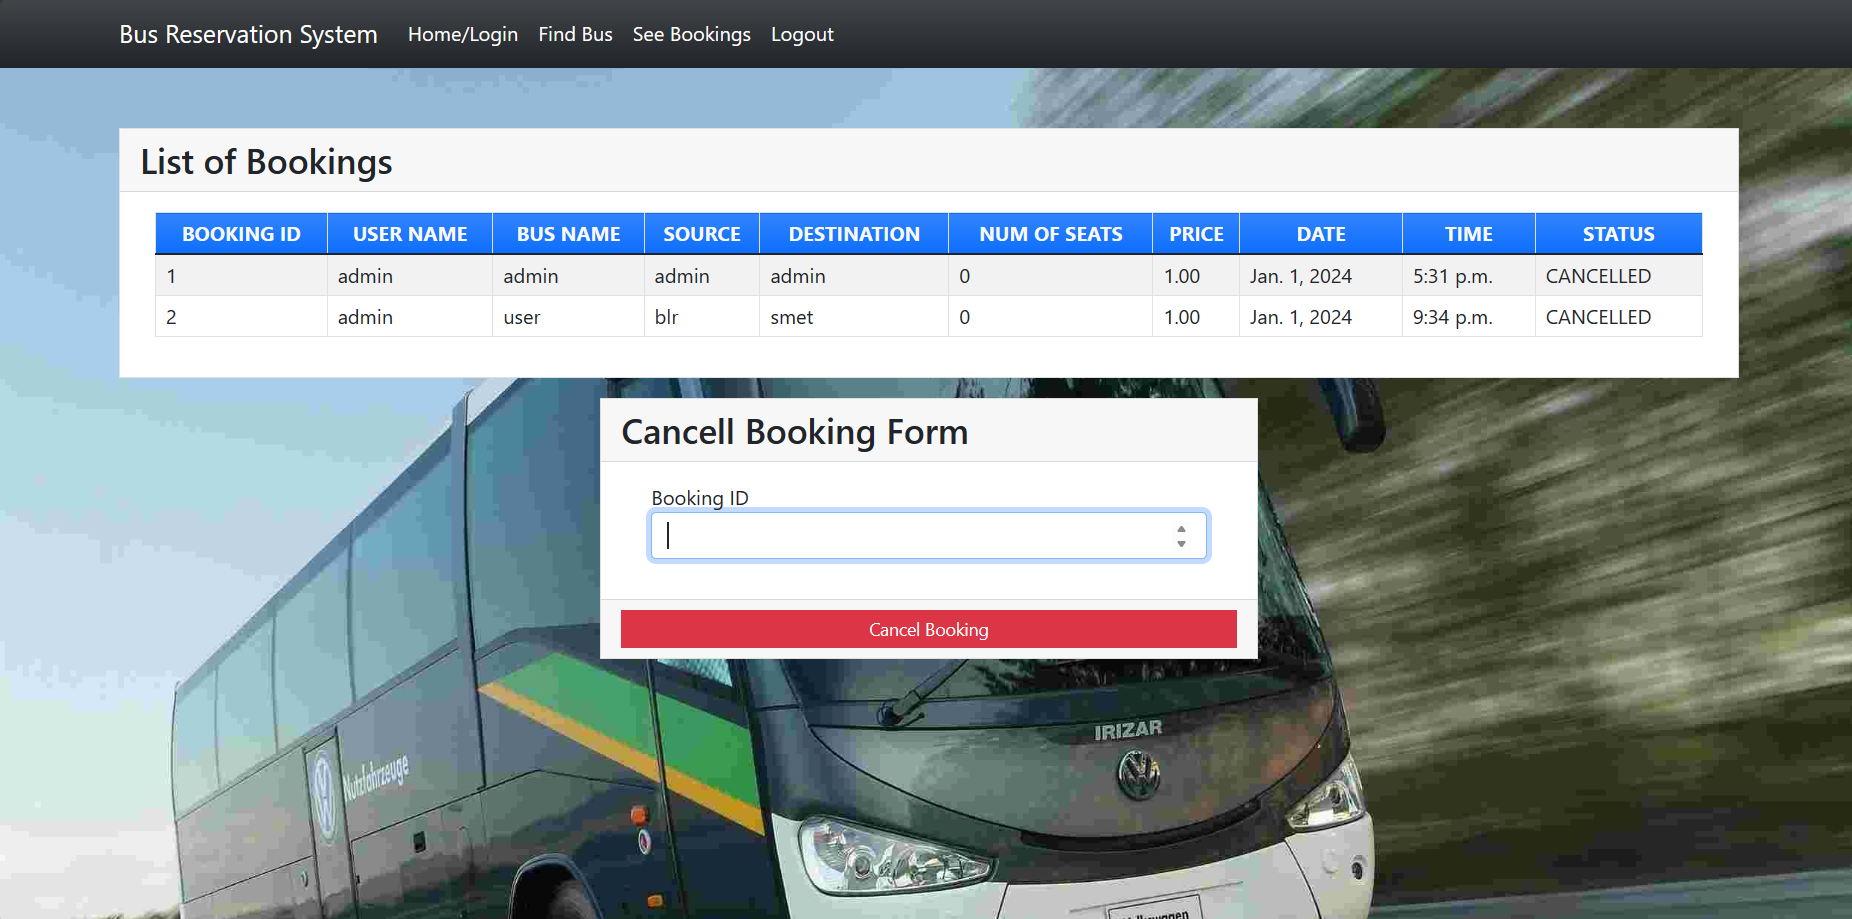 Bus Reservation System Home/Login Find Bus See Bookings Logout
List of Bookings
BOOKING ID USER NAME BUS NAME SOURCE DESTINATION NUM OF SEATS PRICE DATE TIME STATUS
1 admin admin admin admin 0 1.00 Jan. 1, 2024 5:31 p.m. CANCELLED
2 admin user blr smet 0 1.00 Jan. 1, 2024 9:34 p.m. CANCELLED
Cancell Booking Form
Booking ID
Cancel Booking
IRIZAR
Nutzfahrzeuge